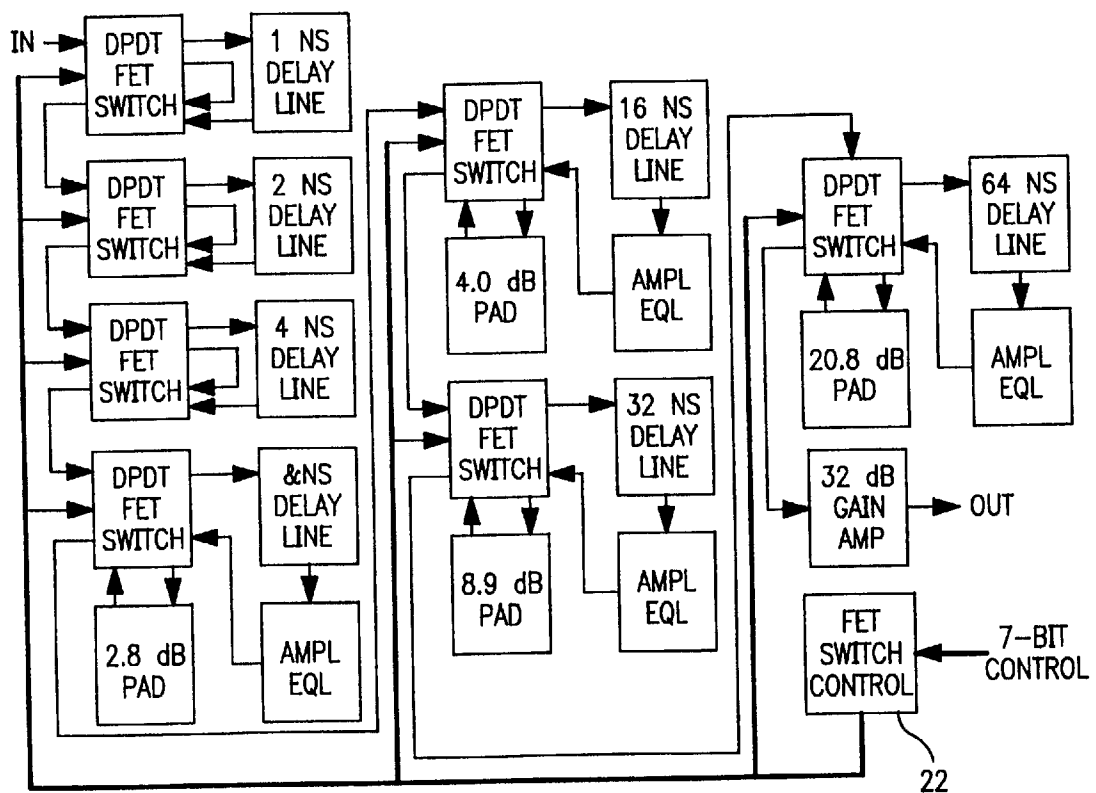 IN
DPDT
FET
SWITCH
1 NS
DELAY
LINE
DPDT
FET
SWITCH
2 NS
DELAY
LINE
DPDT
FET
SWITCH
4 NS
DELAY
LINE
DPDT
FET
SWITCH
&NS
DELAY
LINE
2.8 dB
PAD
AMPL
EQL
DPDT
FET
SWITCH
16 NS
DELAY
LINE
4.0 dB
PAD
AMPL
EQL
DPDT
FET
SWITCH
32 NS
DELAY
LINE
8.9 dB
PAD
AMPL
EQL
DPDT
FET
SWITCH
64 NS
DELAY
LINE
20.8 dB
PAD
AMPL
EQL
32 dB
GAIN
AMP
OUT
FET
SWITCH
CONTROL
7-BIT
CONTROL
22